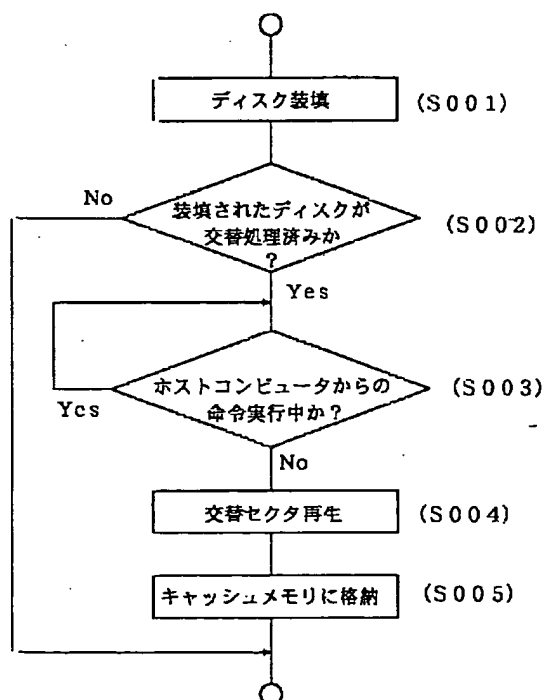 ディスク装填
(S001)
No
装填されたディスクが
交替処理済みか
?
(S002)
Yes
ホストコンピュータからの
命令実行中か?
(S003)
Yes
No
交替セクタ再生
(S004)
キャッシュメモリに格納
(S005)